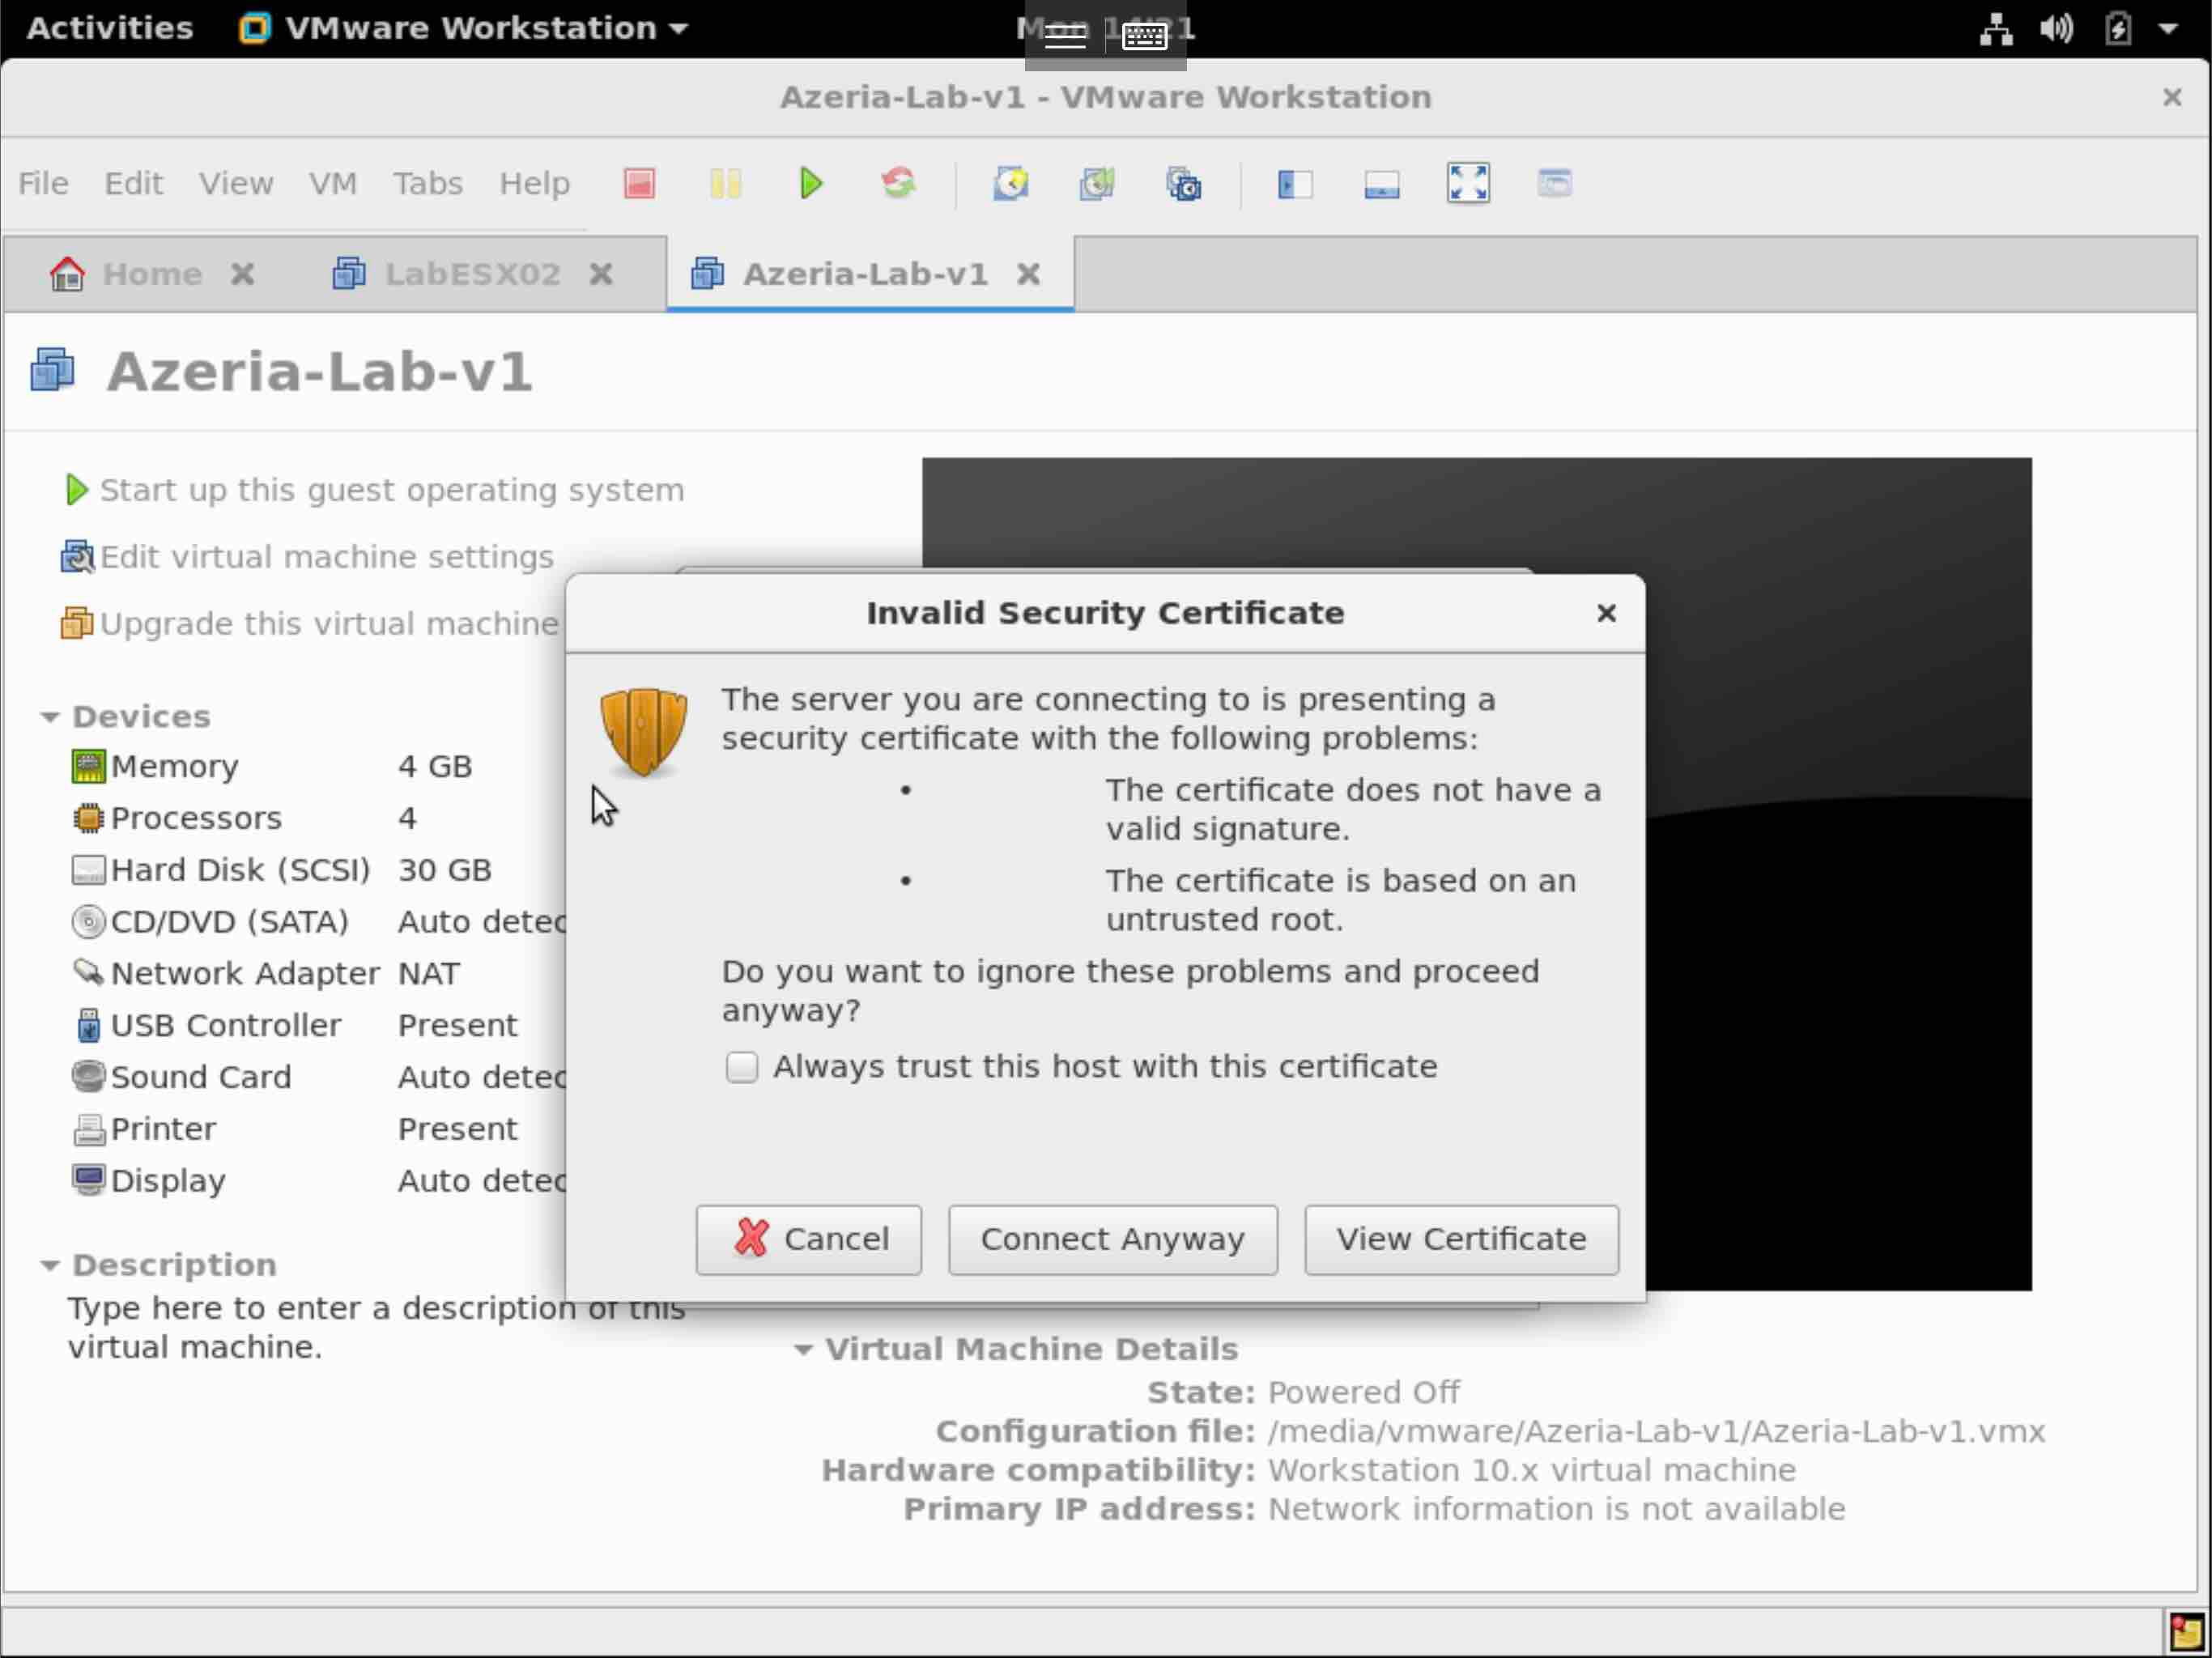 Activities VMware Workstation Mon 14:21
Azeria-Lab-v1 - VMware Workstation
File Edit View VM Tabs Help
Home LabESX02 Azeria-Lab-v1
Azeria-Lab-v1
Start up this guest operating system
Edit virtual machine settings
Upgrade this virtual machine
Devices
Memory 4 GB
Processors 4
Hard Disk (SCSI) 30 GB
CD/DVD (SATA) Auto detec
Network Adapter NAT
USB Controller Present
Sound Card Auto detec
Printer Present
Display Auto detec
Description
Type here to enter a description of this
virtual machine.
Invalid Security Certificate
The server you are connecting to is presenting a
security certificate with the following problems:
• The certificate does not have a
valid signature.
• The certificate is based on an
untrusted root.
Do you want to ignore these problems and proceed
anyway?
Always trust this host with this certificate
Cancel Connect Anyway View Certificate
Virtual Machine Details
State: Powered Off
Configuration file: /media/vmware/Azeria-Lab-v1/Azeria-Lab-v1.vmx
Hardware compatibility: Workstation 10.x virtual machine
Primary IP address: Network information is not available